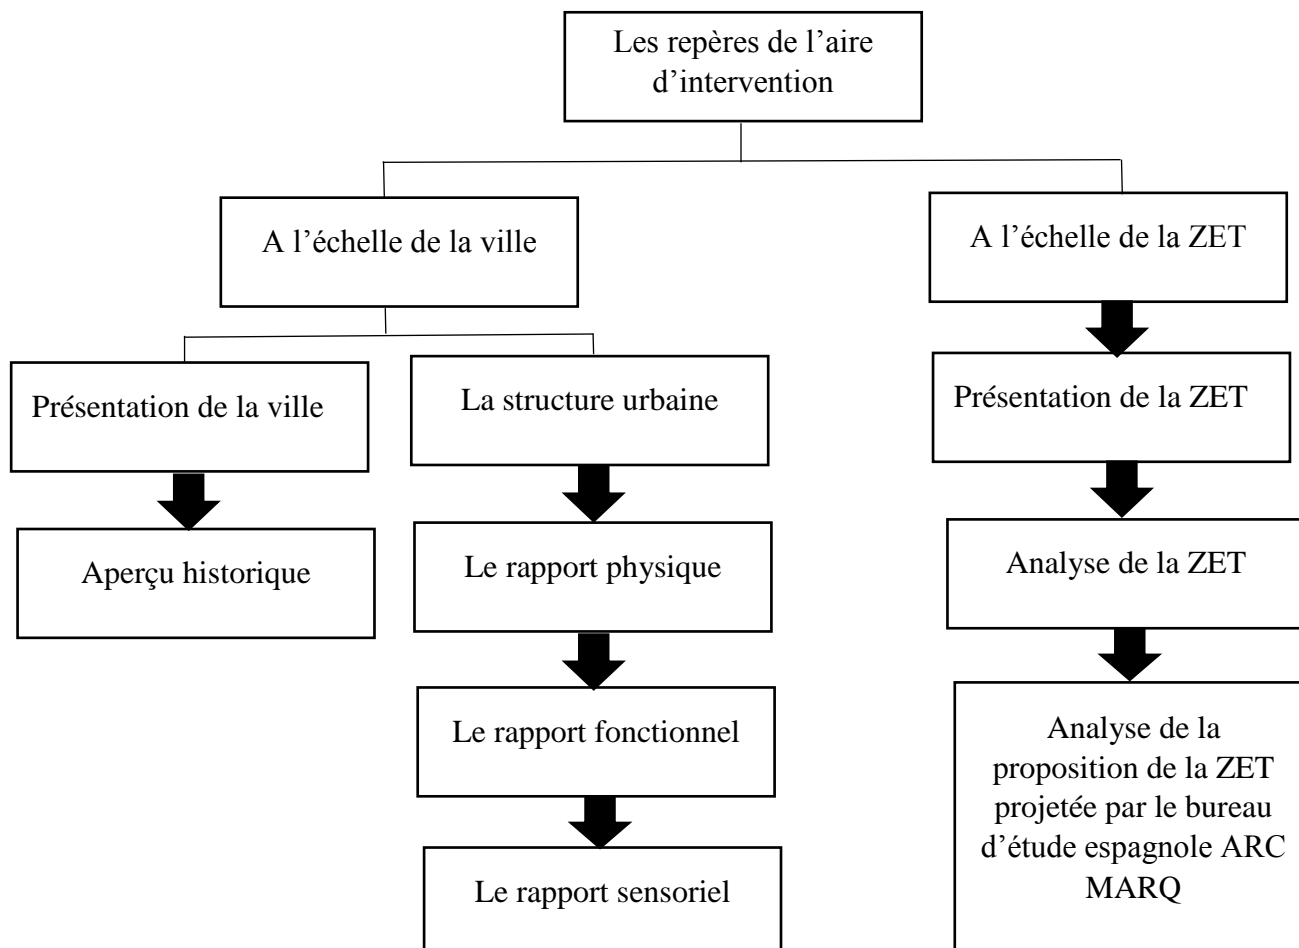 Les repères de l’aire
d’intervention
A l’échelle de la ville
A l’échelle de la ZET
Présentation de la ville
La structure urbaine
Présentation de la ZET
Aperçu historique
Le rapport physique
Analyse de la ZET
Le rapport fonctionnel
Analyse de la
proposition de la ZET
projetée par le bureau
d’étude espagnole ARC
MARQ
Le rapport sensoriel